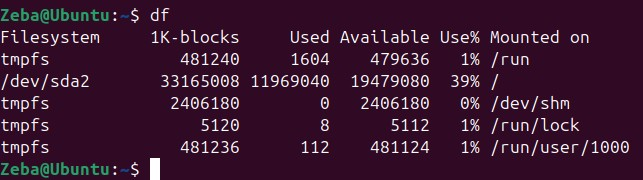 Zeba@Ubuntu:~$ df
Filesystem     1K-blocks     Used Available Use% Mounted on
tmpfs             481240     1604    479636   1% /run
/dev/sda2       33165008 11969040  19479080  39% /
tmpfs            2406180        0   2406180   0% /dev/shm
tmpfs               5120        8      5112   1% /run/lock
tmpfs             481236      112    481124   1% /run/user/1000
Zeba@Ubuntu:~$